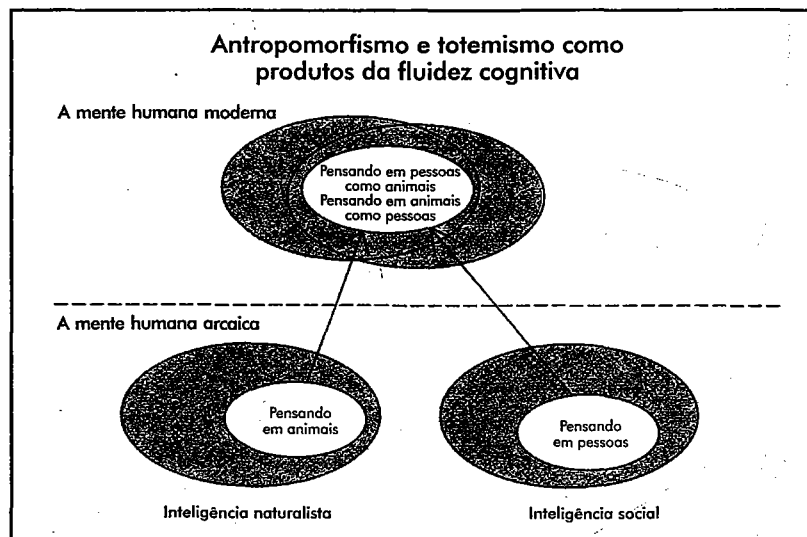 Antropomorfismo e totemismo como
produtos da fluidez cognitiva
A mente humana moderna
Pensando em pessoas
como animais
Pensando em animais
como pessoas
A mente humana arcaica
Pensando
em animais
Pensando
em pessoas
Inteligência naturalista
Inteligência social